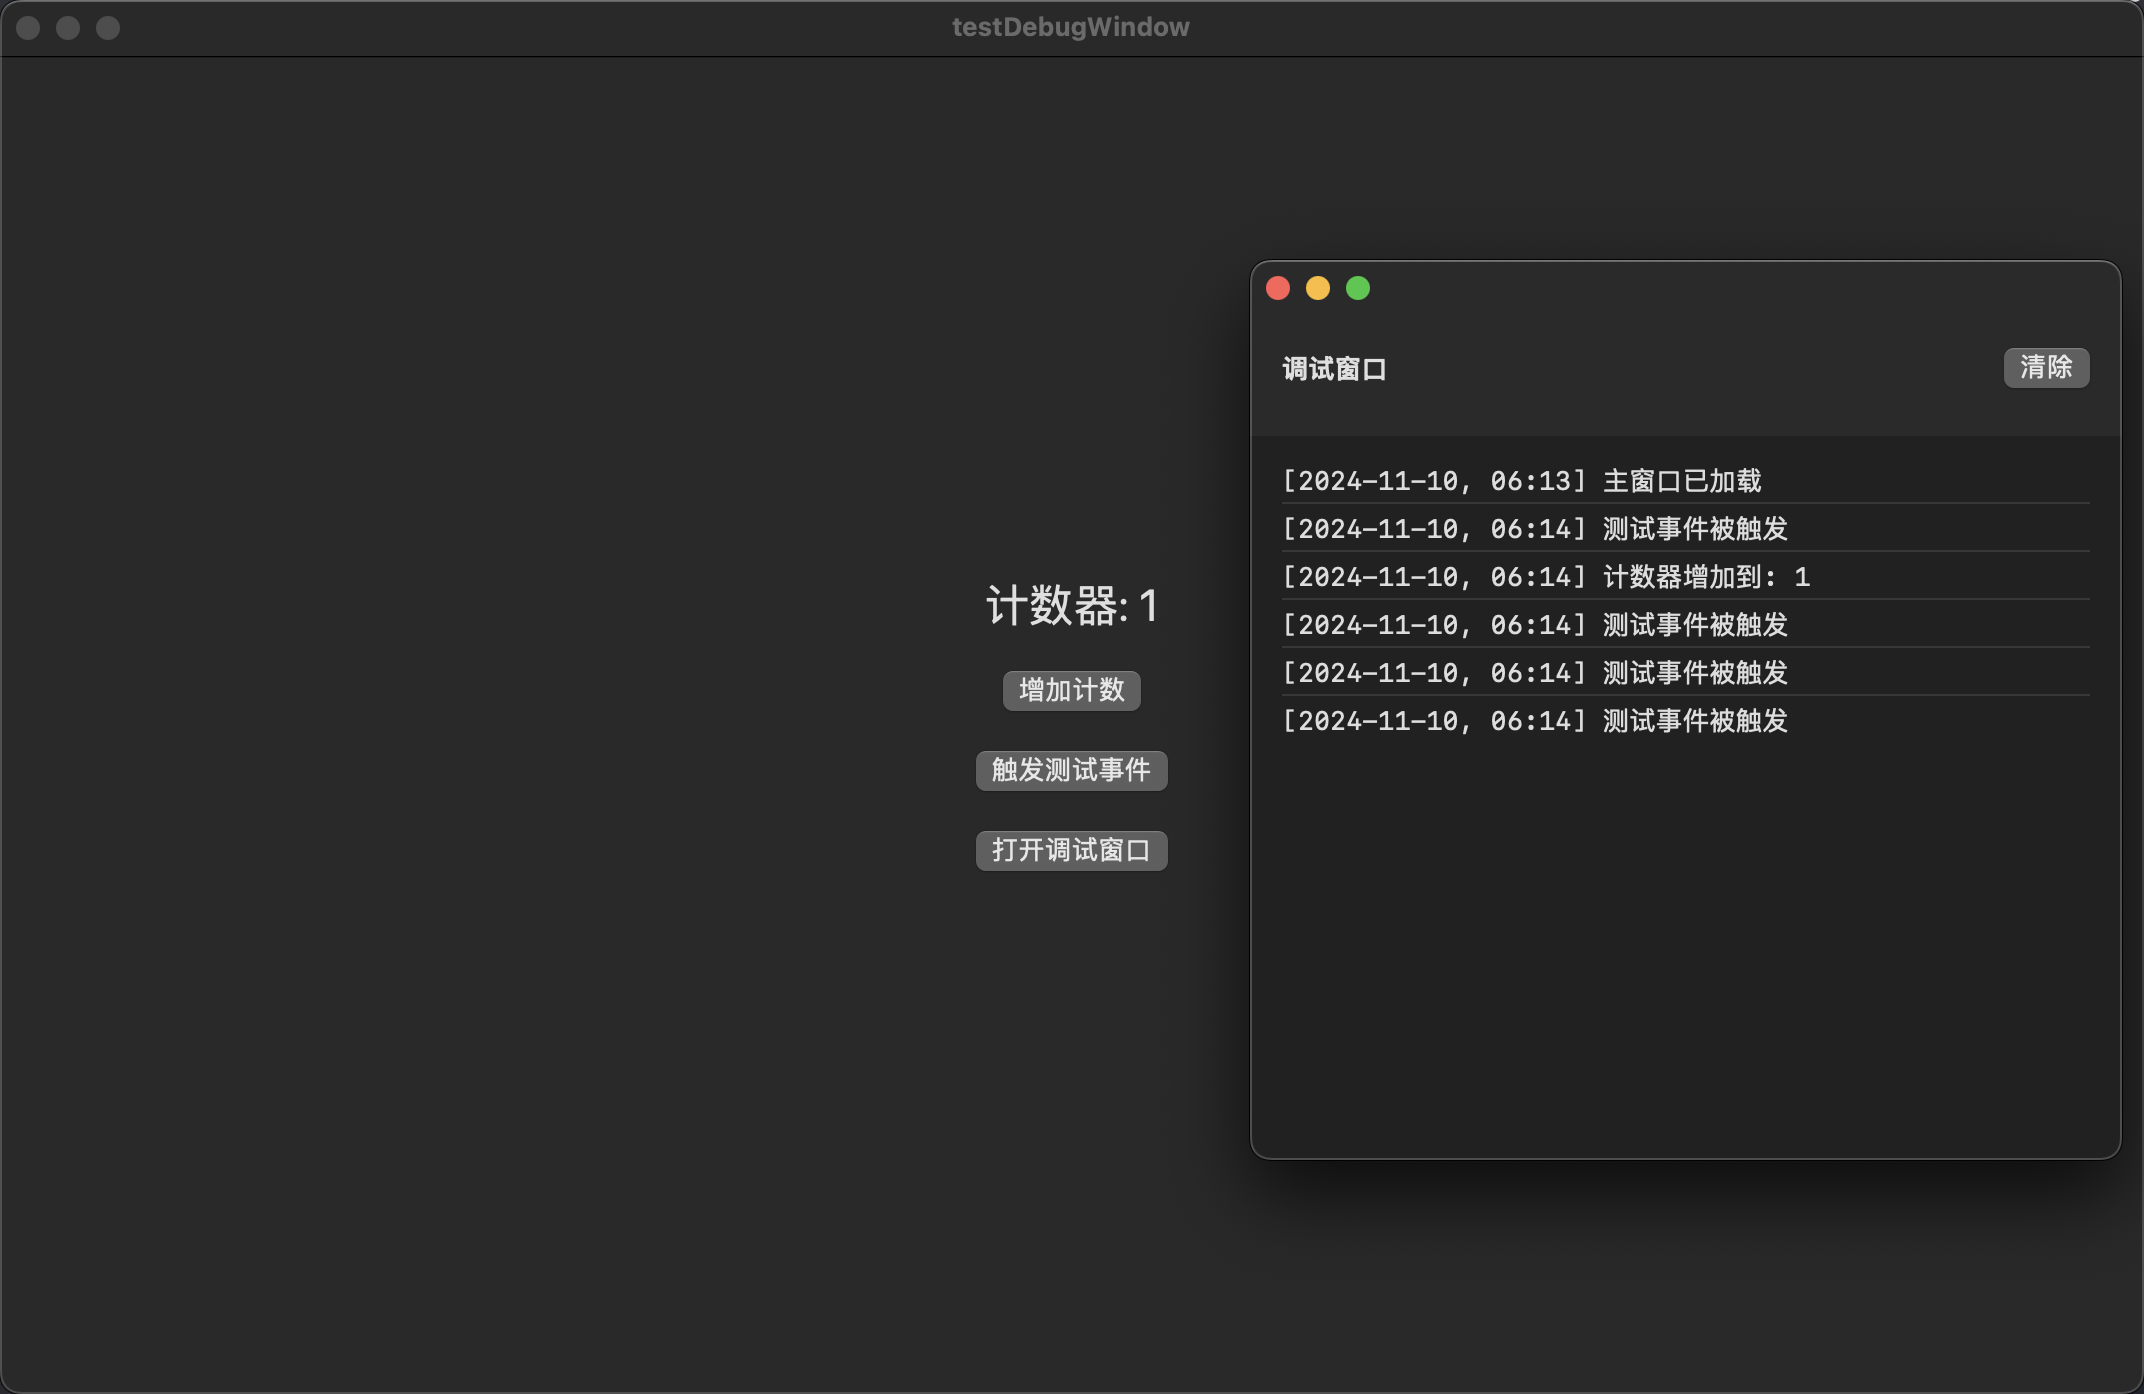 testDebugWindow
计数器: 1
增加计数
触发测试事件
打开调试窗口
调试窗口
清除
[2024-11-10, 06:13] 主窗口已加载
[2024-11-10, 06:14] 测试事件被触发
[2024-11-10, 06:14] 计数器增加到: 1
[2024-11-10, 06:14] 测试事件被触发
[2024-11-10, 06:14] 测试事件被触发
[2024-11-10, 06:14] 测试事件被触发